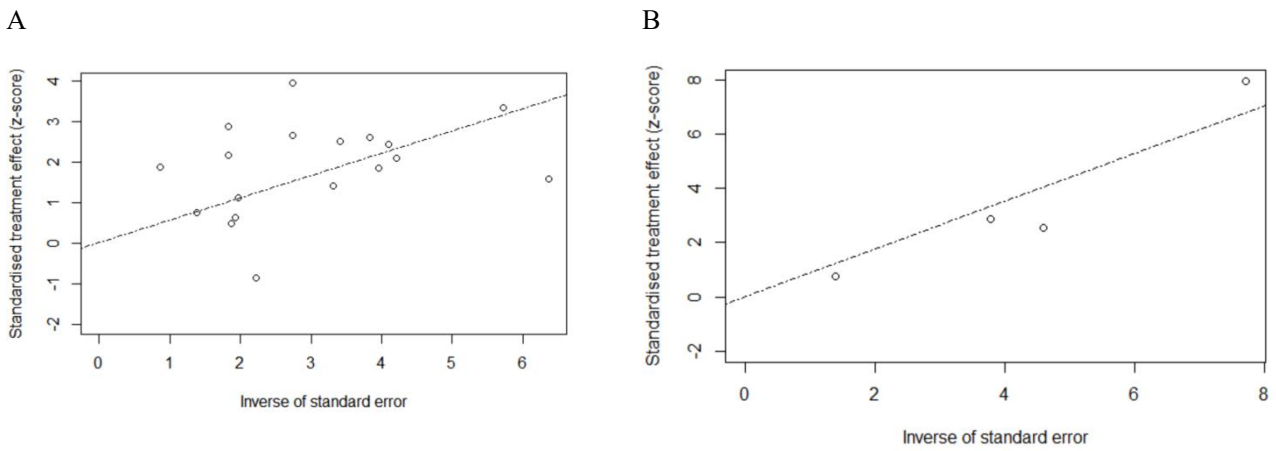 A
B
Standardised treatment effect (z-score)
4
3
2
1
0
-1
-2
0 1 2 3 4 5 6
Inverse of standard error
Standardised treatment effect (z-score)
8
6
4
2
0
-2
0 2 4 6 8
Inverse of standard error